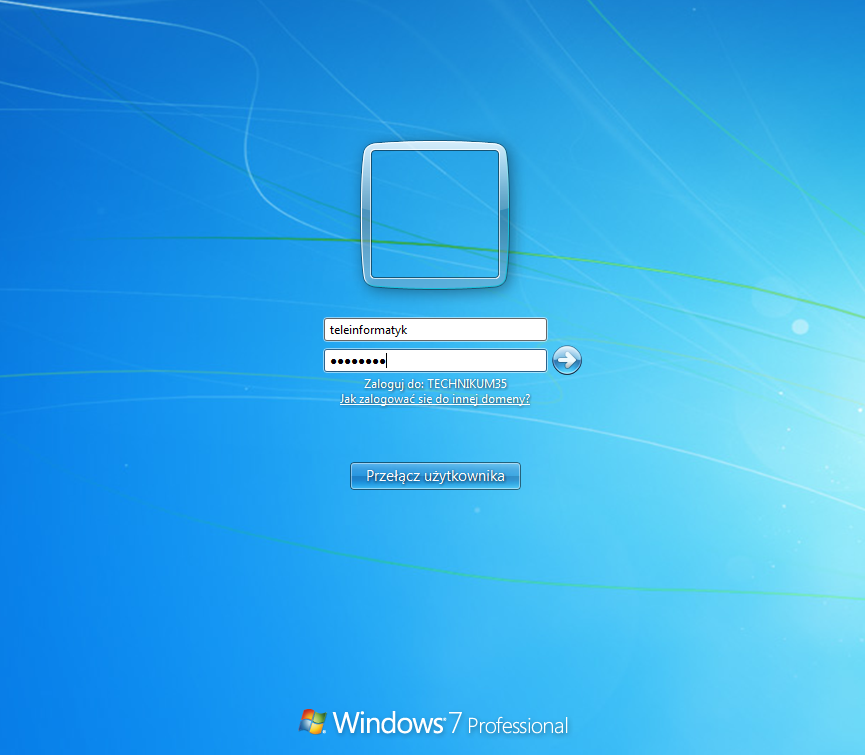 teleinformatyk
●●●●●●●●
Zaloguj do: TECHNIKUM35
Jak zalogować się do innej domeny?
Przełącz użytkownika
Windows 7 Professional